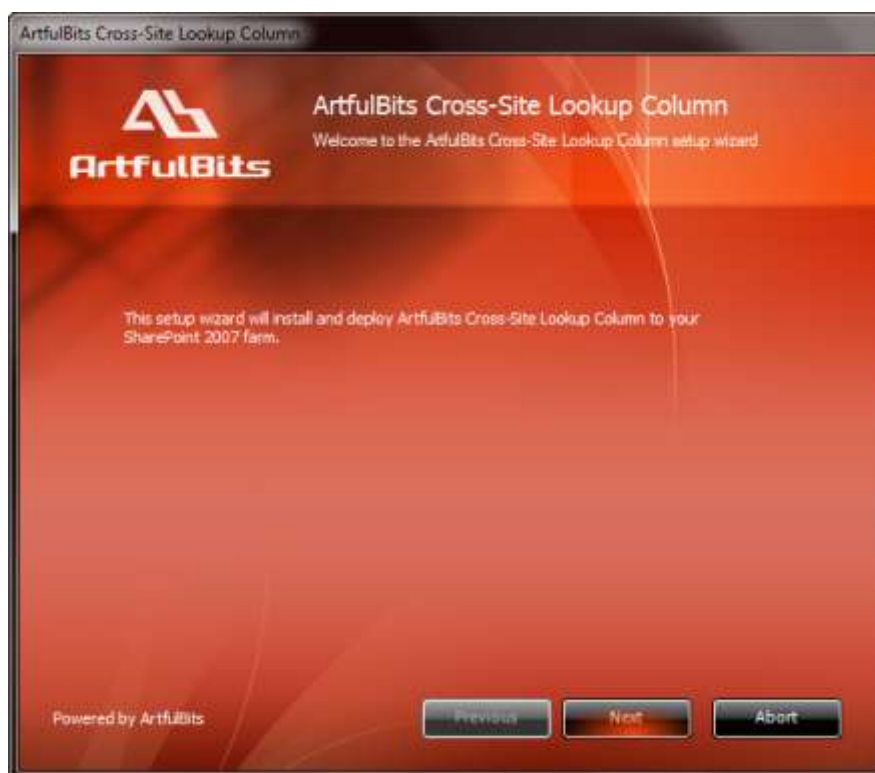 ArtfulBits Cross-Site Lookup Column
ArtfulBits
ArtfulBits Cross-Site Lookup Column
Welcome to the ArtfulBits Cross-Site Lookup Column setup wizard
This setup wizard will install and deploy ArtfulBits Cross-Site Lookup Column to your
SharePoint 2007 farm.
Powered by ArtfulBits
Previous
Next
Abort